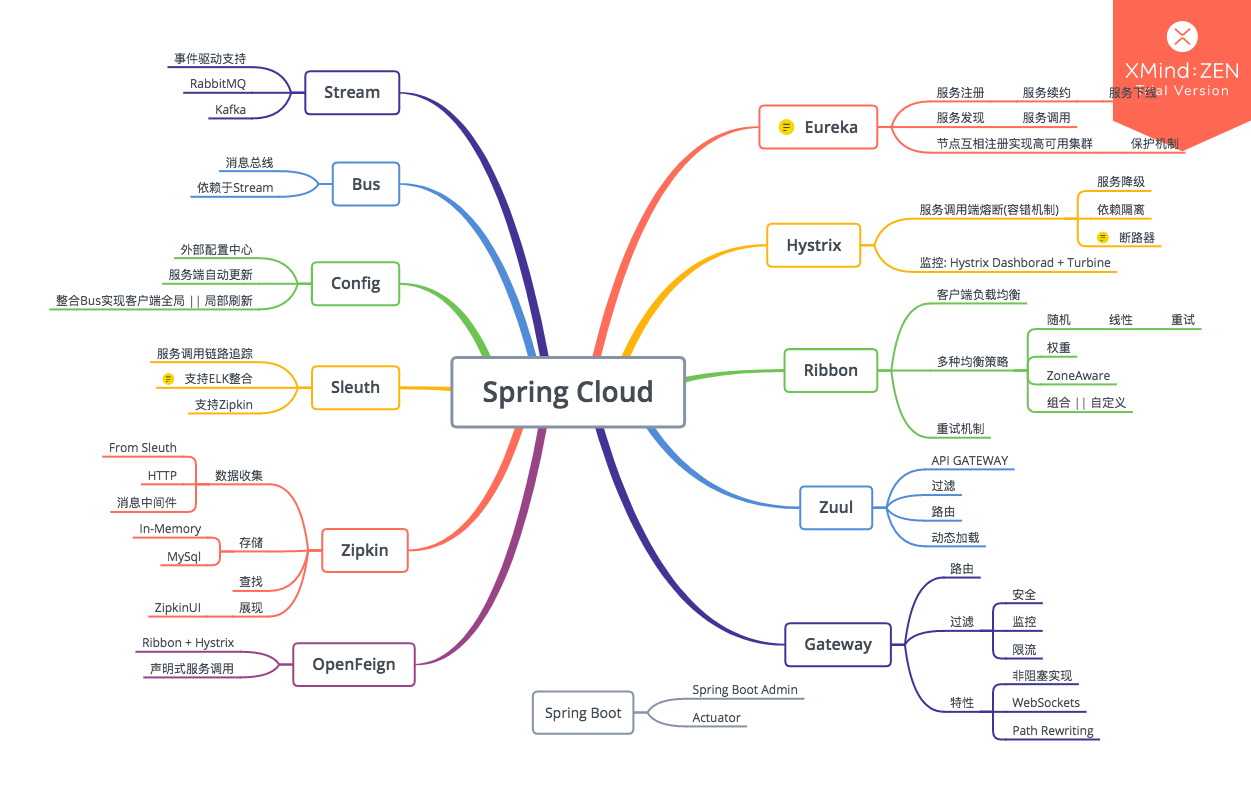 Spring Cloud
Stream
事件驱动支持
RabbitMQ
Kafka
Bus
消息总线
依赖于Stream
Config
外部配置中心
服务端自动更新
整合Bus实现客户端全局 || 局部刷新
Sleuth
服务调用链路追踪
支持ELK整合
支持Zipkin
Zipkin
数据收集
From Sleuth
HTTP
消息中间件
存储
In-Memory
MySql
查找
展现
ZipkinUI
OpenFeign
Ribbon + Hystrix
声明式服务调用
Eureka
服务注册 服务续约 服务下线
服务发现 服务调用
节点互相注册实现高可用集群 保护机制
Hystrix
服务调用端熔断(容错机制)
服务降级
依赖隔离
断路器
监控: Hystrix Dashborad + Turbine
Ribbon
客户端负载均衡
多种均衡策略
随机 线性 重试
权重
ZoneAware
组合 || 自定义
重试机制
Zuul
API GATEWAY
过滤
路由
动态加载
Gateway
路由
过滤
安全
监控
限流
特性
非阻塞实现
WebSockets
Path Rewriting
Spring Boot
Spring Boot Admin
Actuator
XMind:ZEN
Trial Version